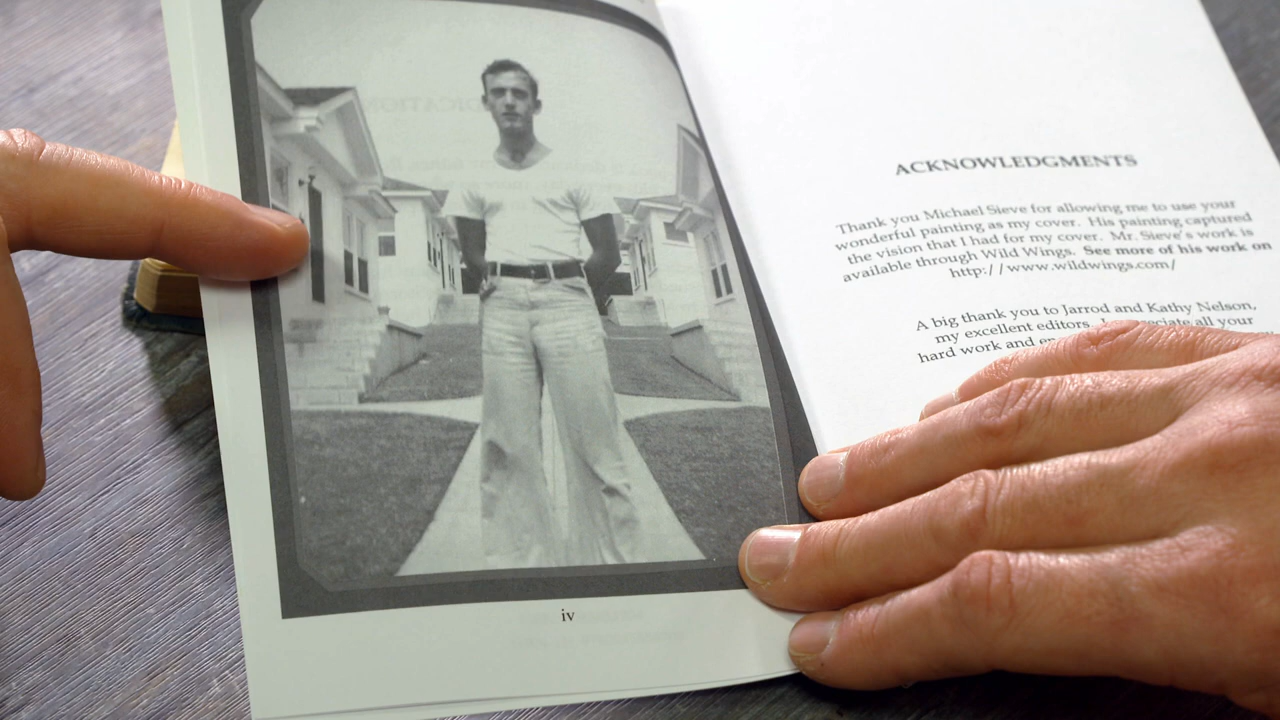 iv
ACKNOWLEDGMENTS
Thank you Michael Sieve for allowing me to use your
wonderful painting as my cover. His painting captured
the vision that I had for my cover. Mr. Sieve's work is
available through Wild Wings. See more of his work on
http://www.wildwings.com/
A big thank you to Jarrod and Kathy Nelson,
my excellent editors. I all your
hard work and